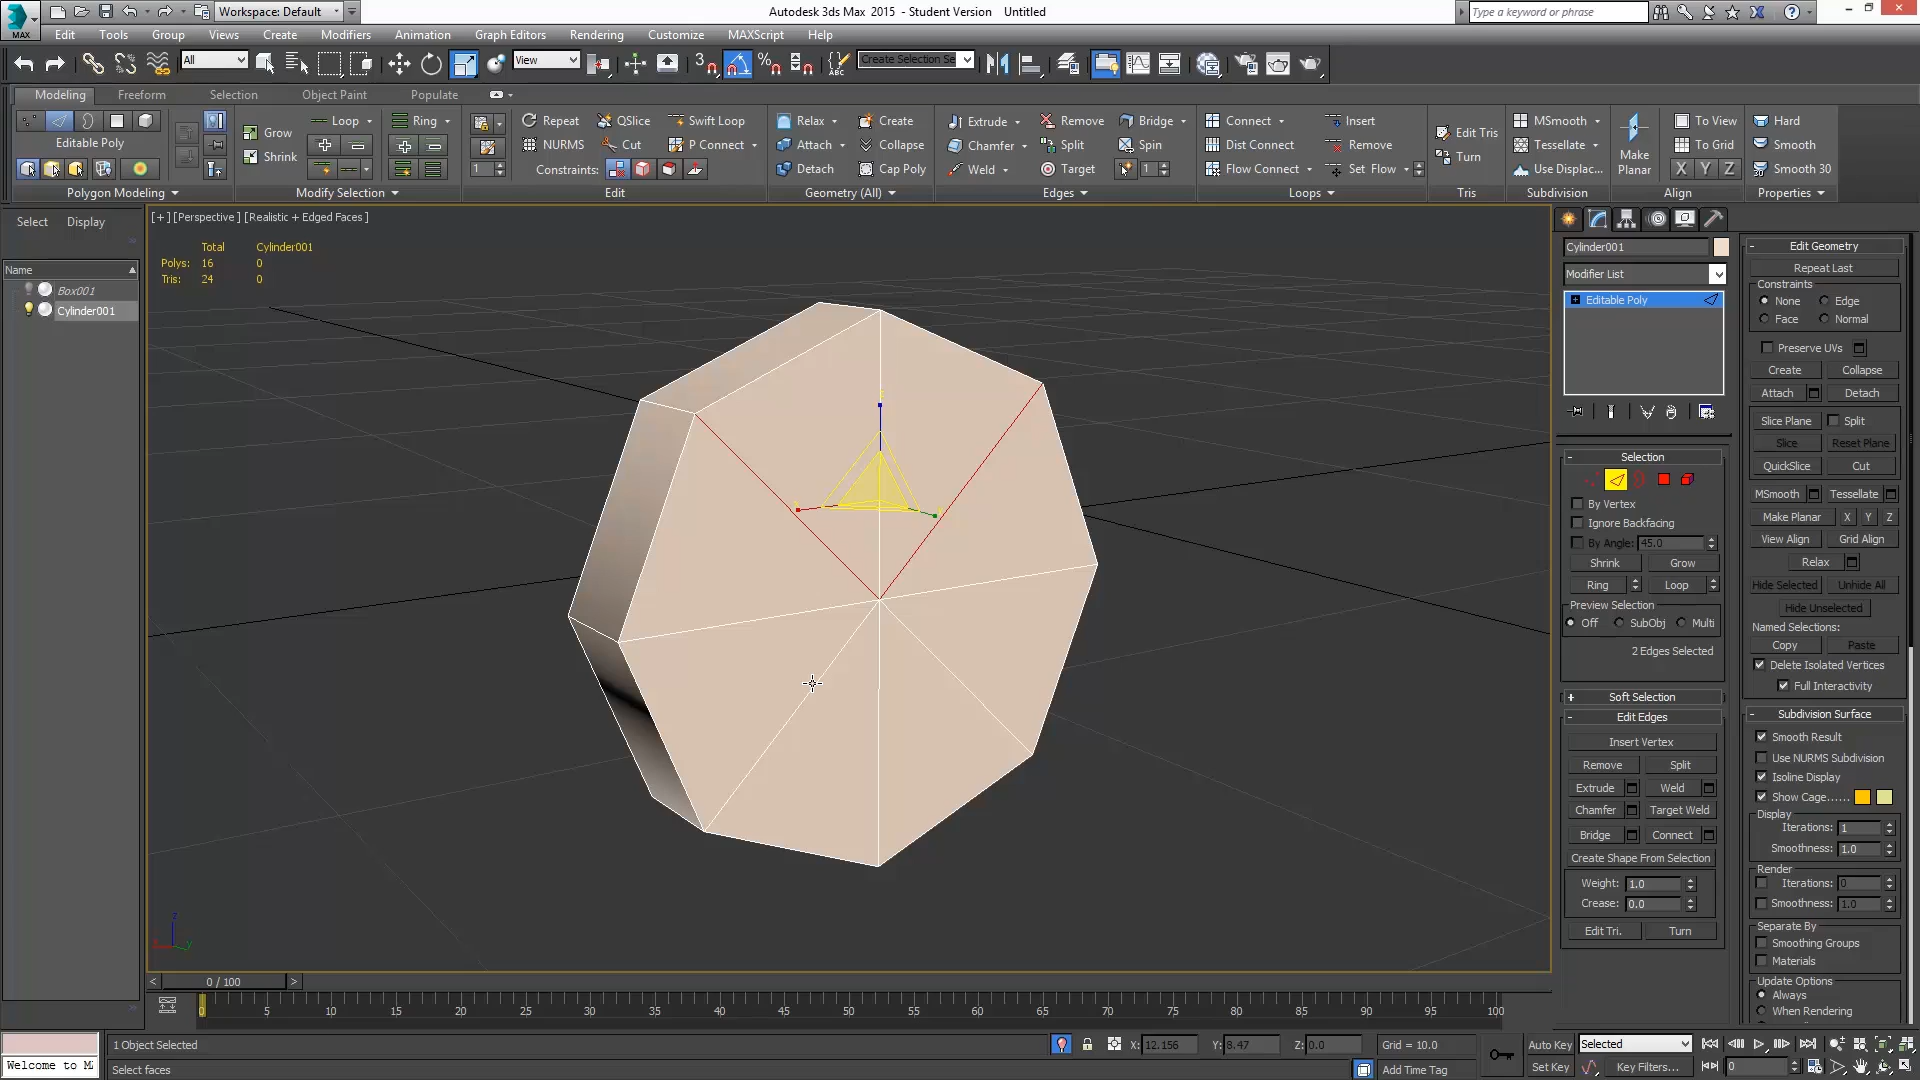 Workspace: Default
Autodesk 3ds Max 2015 - Student Version Untitled
Type a keyword or phrase
MAX
Edit Tools Group Views Create Modifiers Animation Graph Editors Rendering Customize MAXScript Help
All
View
Create Selection Se
Modeling Freeform Selection Object Paint Populate
Editable Poly
Polygon Modeling
Grow
Shrink
Loop
Ring
Modify Selection
1
Repeat QSlice Swift Loop
NURMS Cut P Connect
Constraints:
Edit
Relax Create
Attach Collapse
Detach Cap Poly
Geometry (All)
Extrude Remove Bridge
Chamfer Split Spin
Weld Target 1
Edges
Connect Insert
Dist Connect Remove
Flow Connect Set Flow
Loops
Edit Tris
Turn
Tris
MSmooth
Tessellate
Use Displac...
Subdivision
Make Planar
To View
To Grid
X Y Z
Align
Hard
Smooth
Smooth 30
Properties
Select Display
Name
Box001
Cylinder001
[+] [Perspective] [Realistic + Edged Faces]
Total Cylinder001
Polys: 16 0
Tris: 24 0
z
y
Cylinder001
Modifier List
Editable Poly
Selection
By Vertex
Ignore Backfacing
By Angle: 45.0
Shrink Grow
Ring Loop
Preview Selection
Off SubObj Multi
2 Edges Selected
Soft Selection
Edit Edges
Insert Vertex
Remove Split
Extrude Weld
Chamfer Target Weld
Bridge Connect
Create Shape From Selection
Weight: 1.0
Crease: 0.0
Edit Tri. Turn
Edit Geometry
Repeat Last
Constraints
None Edge
Face Normal
Preserve UVs
Create Collapse
Attach Detach
Slice Plane Split
Slice Reset Plane
QuickSlice Cut
MSmooth Tessellate
Make Planar X Y Z
View Align Grid Align
Relax
Hide Selected Unhide All
Hide Unselected
Named Selections:
Copy Paste
Delete Isolated Vertices
Full Interactivity
Subdivision Surface
Smooth Result
Use NURMS Subdivision
Isoline Display
Show Cage......
Display
Iterations: 1
Smoothness: 1.0
Render
Iterations: 0
Smoothness: 1.0
Separate By
Smoothing Groups
Materials
Update Options
Always
When Rendering
< 0 / 100 >
0 5 10 15 20 25 30 35 40 45 50 55 60 65 70 75 80 85 90 95 100
Welcome to M
1 Object Selected
Select faces
X: 12.156 Y: 8.47 Z: 0.0 Grid = 10.0
Add Time Tag
Auto Key Selected
Set Key Key Filters...
0